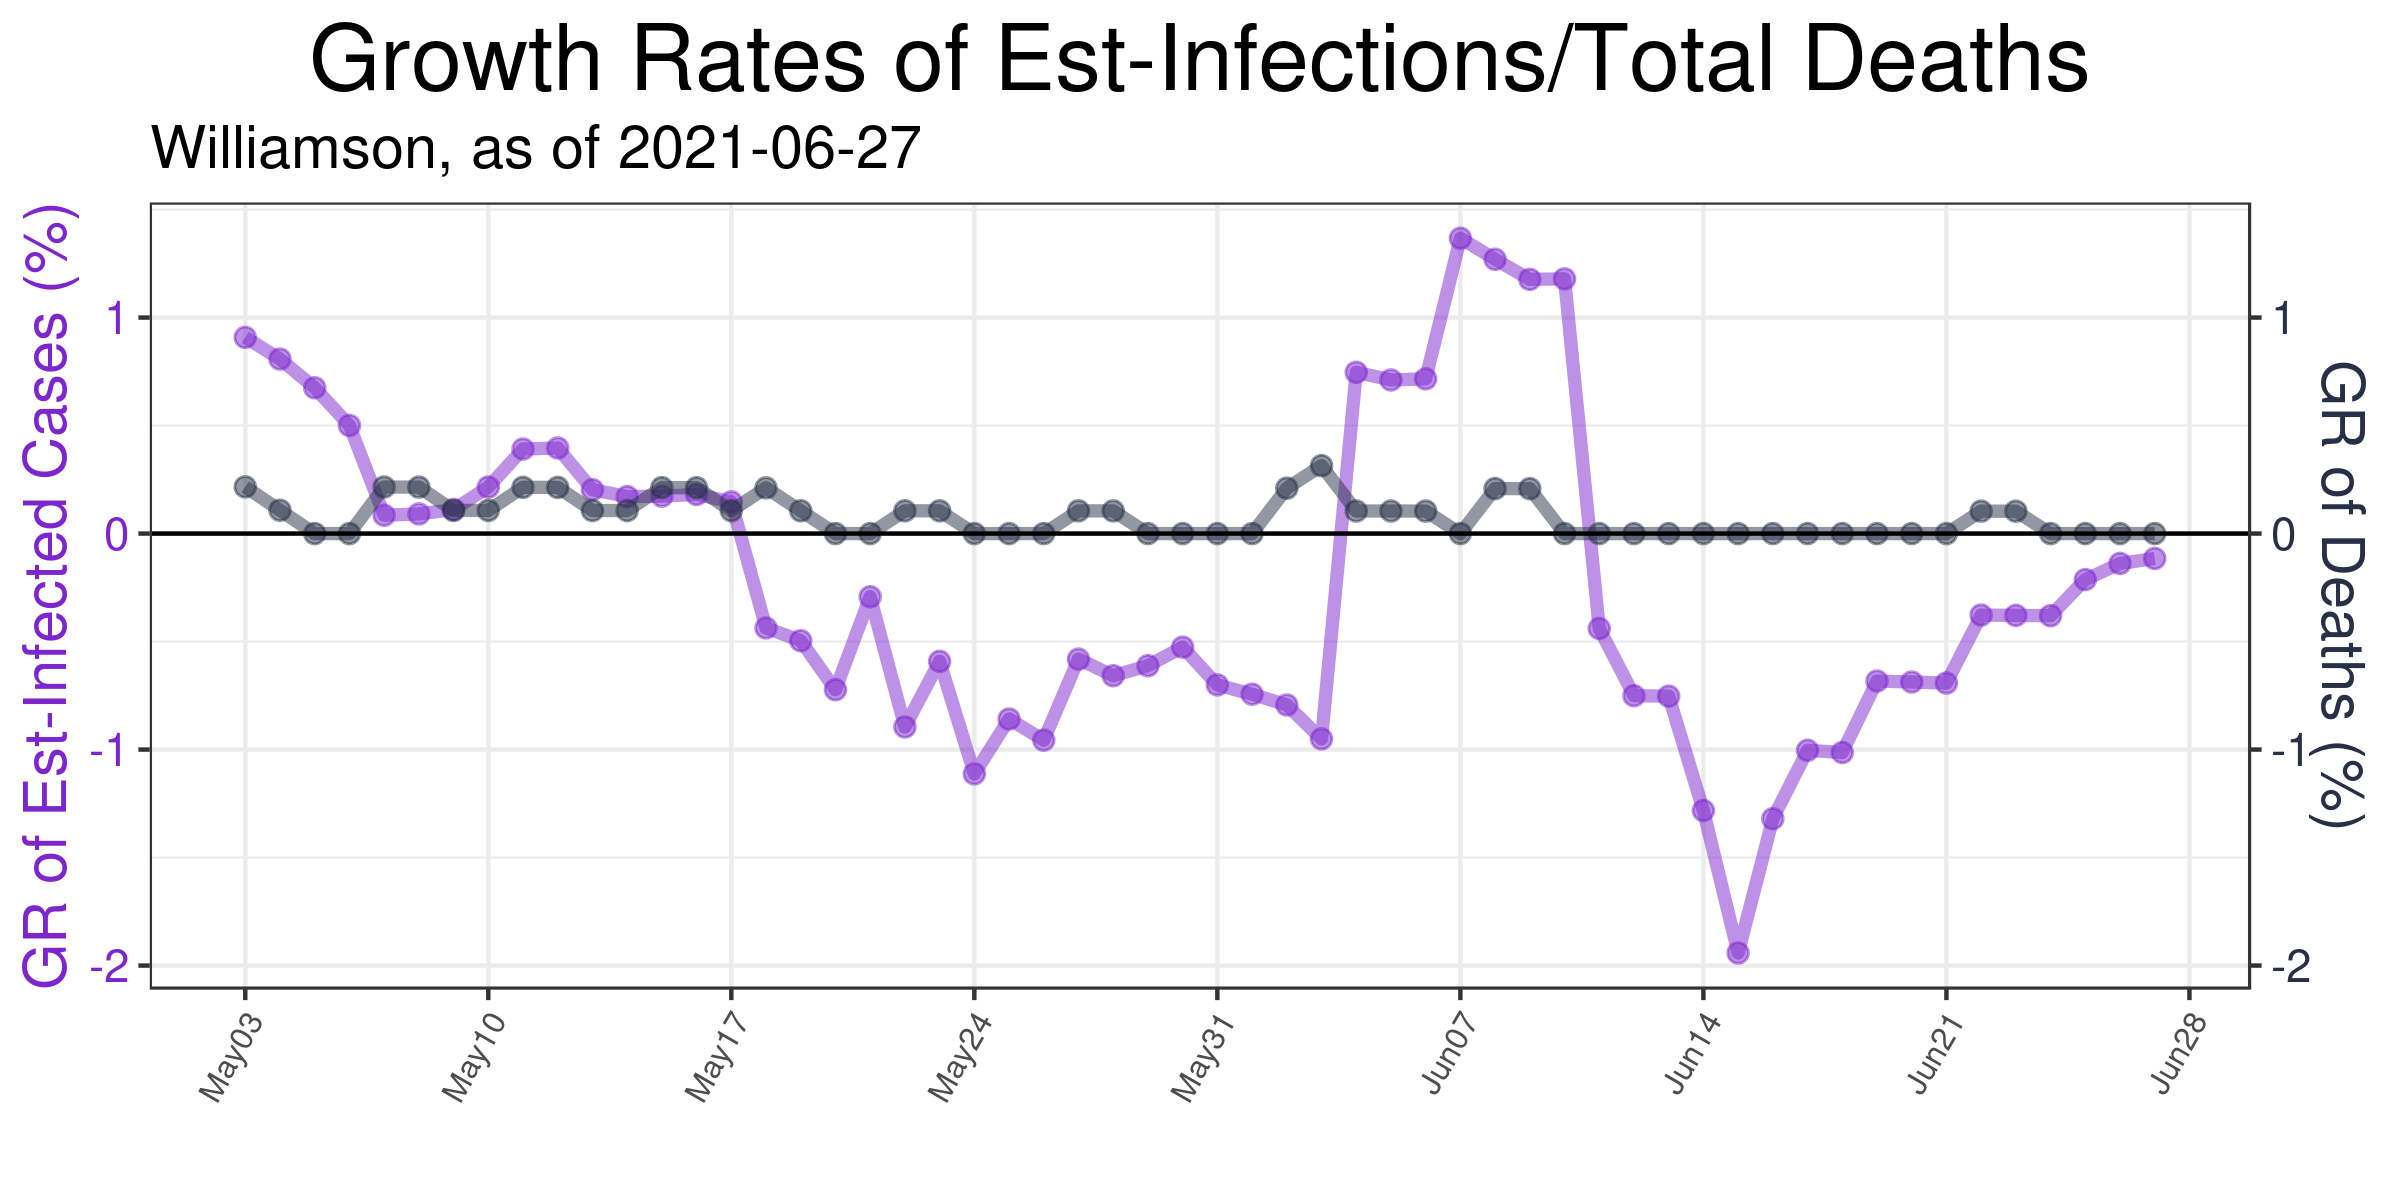 Growth Rates of Est-Infections/Total Deaths
Williamson, as of 2021-06-27
GR of Est-Infected Cases (%)
1
0
-1
-2
1
0
-1
-2
GR of Deaths (%)
May03
May10
May17
May24
May31
Jun07
Jun14
Jun21
Jun28